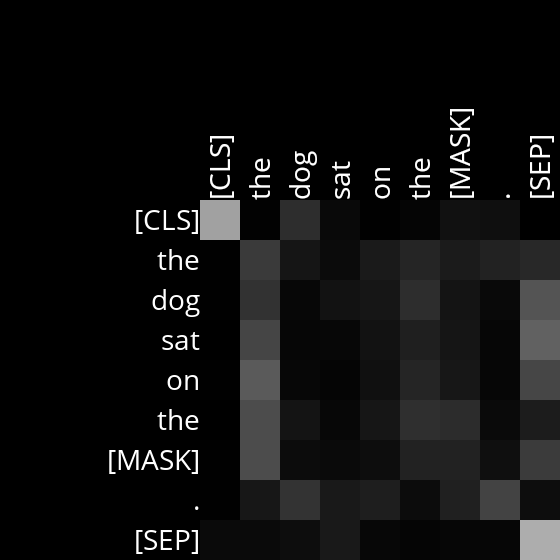 [CLS] the dog sat on the [MASK] . [SEP]
[CLS]
the
dog
sat
on
the
[MASK]
.
[SEP]